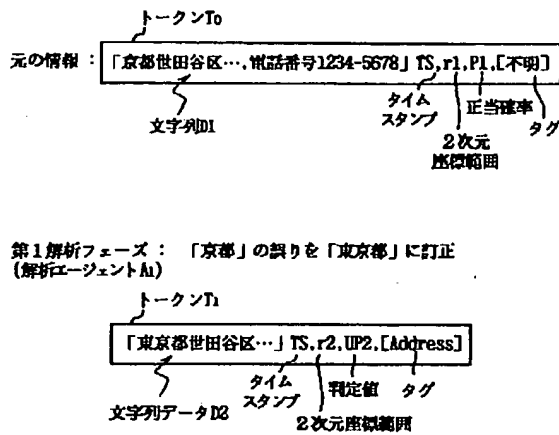 トークンT0
元の情報 : 「京都世田谷区…,電話番号1234-5678」TS,r1,P1,[不明]
文字列D1
タイム
スタンプ
2次元
座標範囲
正当確率
タグ
第1解析フェーズ : 「京都」の誤りを「東京都」に訂正
(解析エージェントA1)
トークンT1
「東京都世田谷区…」TS,r2,UP2,[Address]
文字列データD2
タイム
スタンプ
2次元座標範囲
判定値
タグ